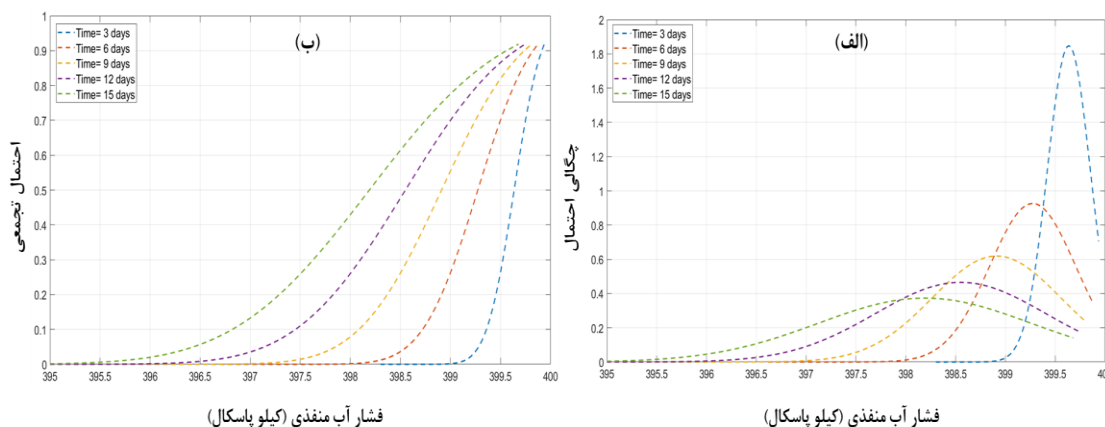 (ب)
Time= 3 days
Time= 6 days
Time= 9 days
Time= 12 days
Time= 15 days
1
0.9
0.8
0.7
0.6
0.5
0.4
0.3
0.2
0.1
0
395 395.5 396 396.5 397 397.5 398 398.5 399 399.5 400
احتمال تجمعی
فشار آب منفذی (کیلو پاسکال)
(الف)
Time= 3 days
Time= 6 days
Time= 9 days
Time= 12 days
Time= 15 days
2
1.8
1.6
1.4
1.2
1
0.8
0.6
0.4
0.2
0
395 395.5 396 396.5 397 397.5 398 398.5 399 399.5 40
چگالی احتمال
فشار آب منفذی (کیلو پاسکال)